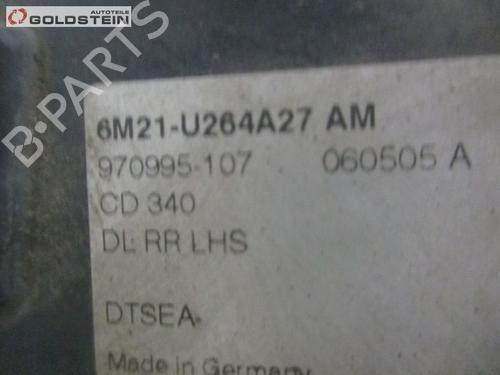 AUTOTEILE
GOLDSTEIN
B-PARTS
6M21-U264A27 AM
970995-107 060505 A
CD 340
DL RR LHS
DTSEA
Made in Germany